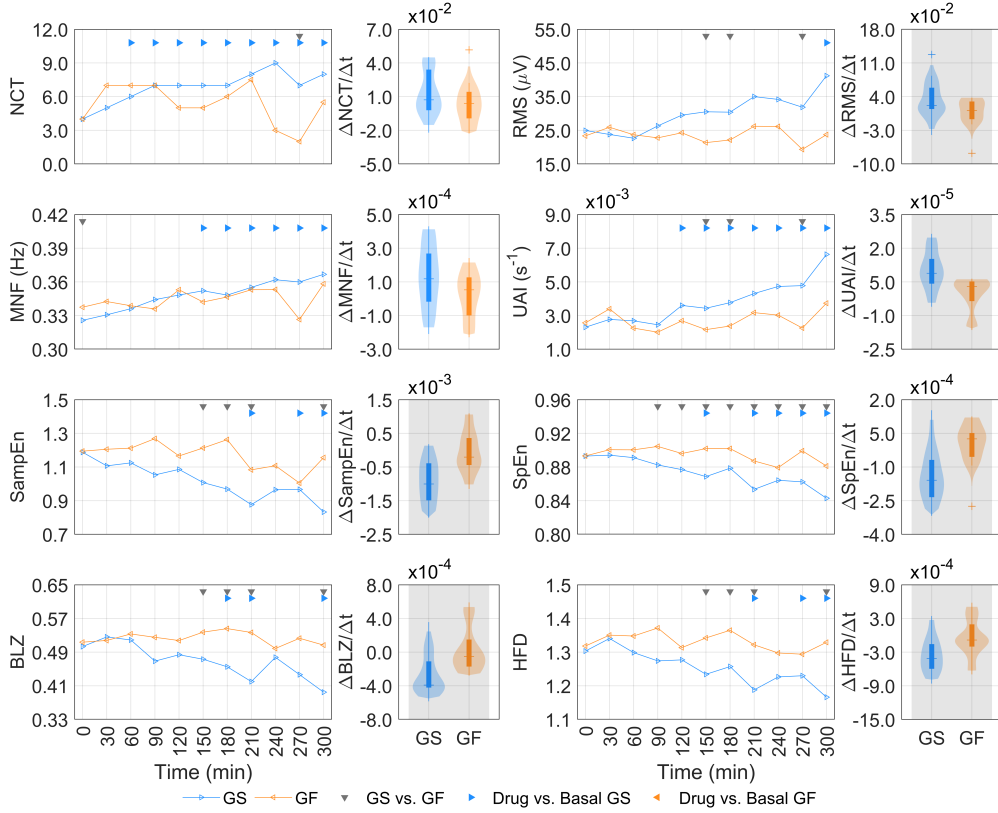 x10-2
x10-2
12.0
9.0
6.0
3.0
0.0
NCT
7.0
4.0
1.0
-2.0
-5.0
ΔNCT/Δt
55.0
45.0
35.0
25.0
15.0
RMS (μV)
18.0
11.0
4.0
-3.0
-10.0
ΔRMS/Δt
x10-4
x10-3
x10-5
0.42
0.39
0.36
0.33
0.30
MNF (Hz)
5.0
3.0
1.0
-1.0
-3.0
ΔMNF/Δt
9.0
7.0
5.0
3.0
1.0
UAI (s-1)
3.5
2.0
5.0
-1.0
-2.5
ΔUAI/Δt
x10-3
x10-4
1.5
1.3
1.1
0.9
0.7
SampEn
1.5
0.5
-0.5
-1.5
-2.5
ΔSampEn/Δt
0.96
0.92
0.88
0.84
0.80
SpEn
2.0
5.0
-1.0
-2.5
-4.0
ΔSpEn/Δt
x10-4
x10-4
0.65
0.57
0.49
0.41
0.33
BLZ
8.0
4.0
0.0
-4.0
-8.0
ΔBLZ/Δt
1.5
1.4
1.3
1.2
1.1
HFD
9.0
3.0
-3.0
-9.0
-15.0
ΔHFD/Δt
0 30 60 90 120 150 180 210 240 270 300
GS GF
0 30 60 90 120 150 180 210 240 270 300
GS GF
Time (min)
Time (min)
GS GF GS vs. GF Drug vs. Basal GS Drug vs. Basal GF